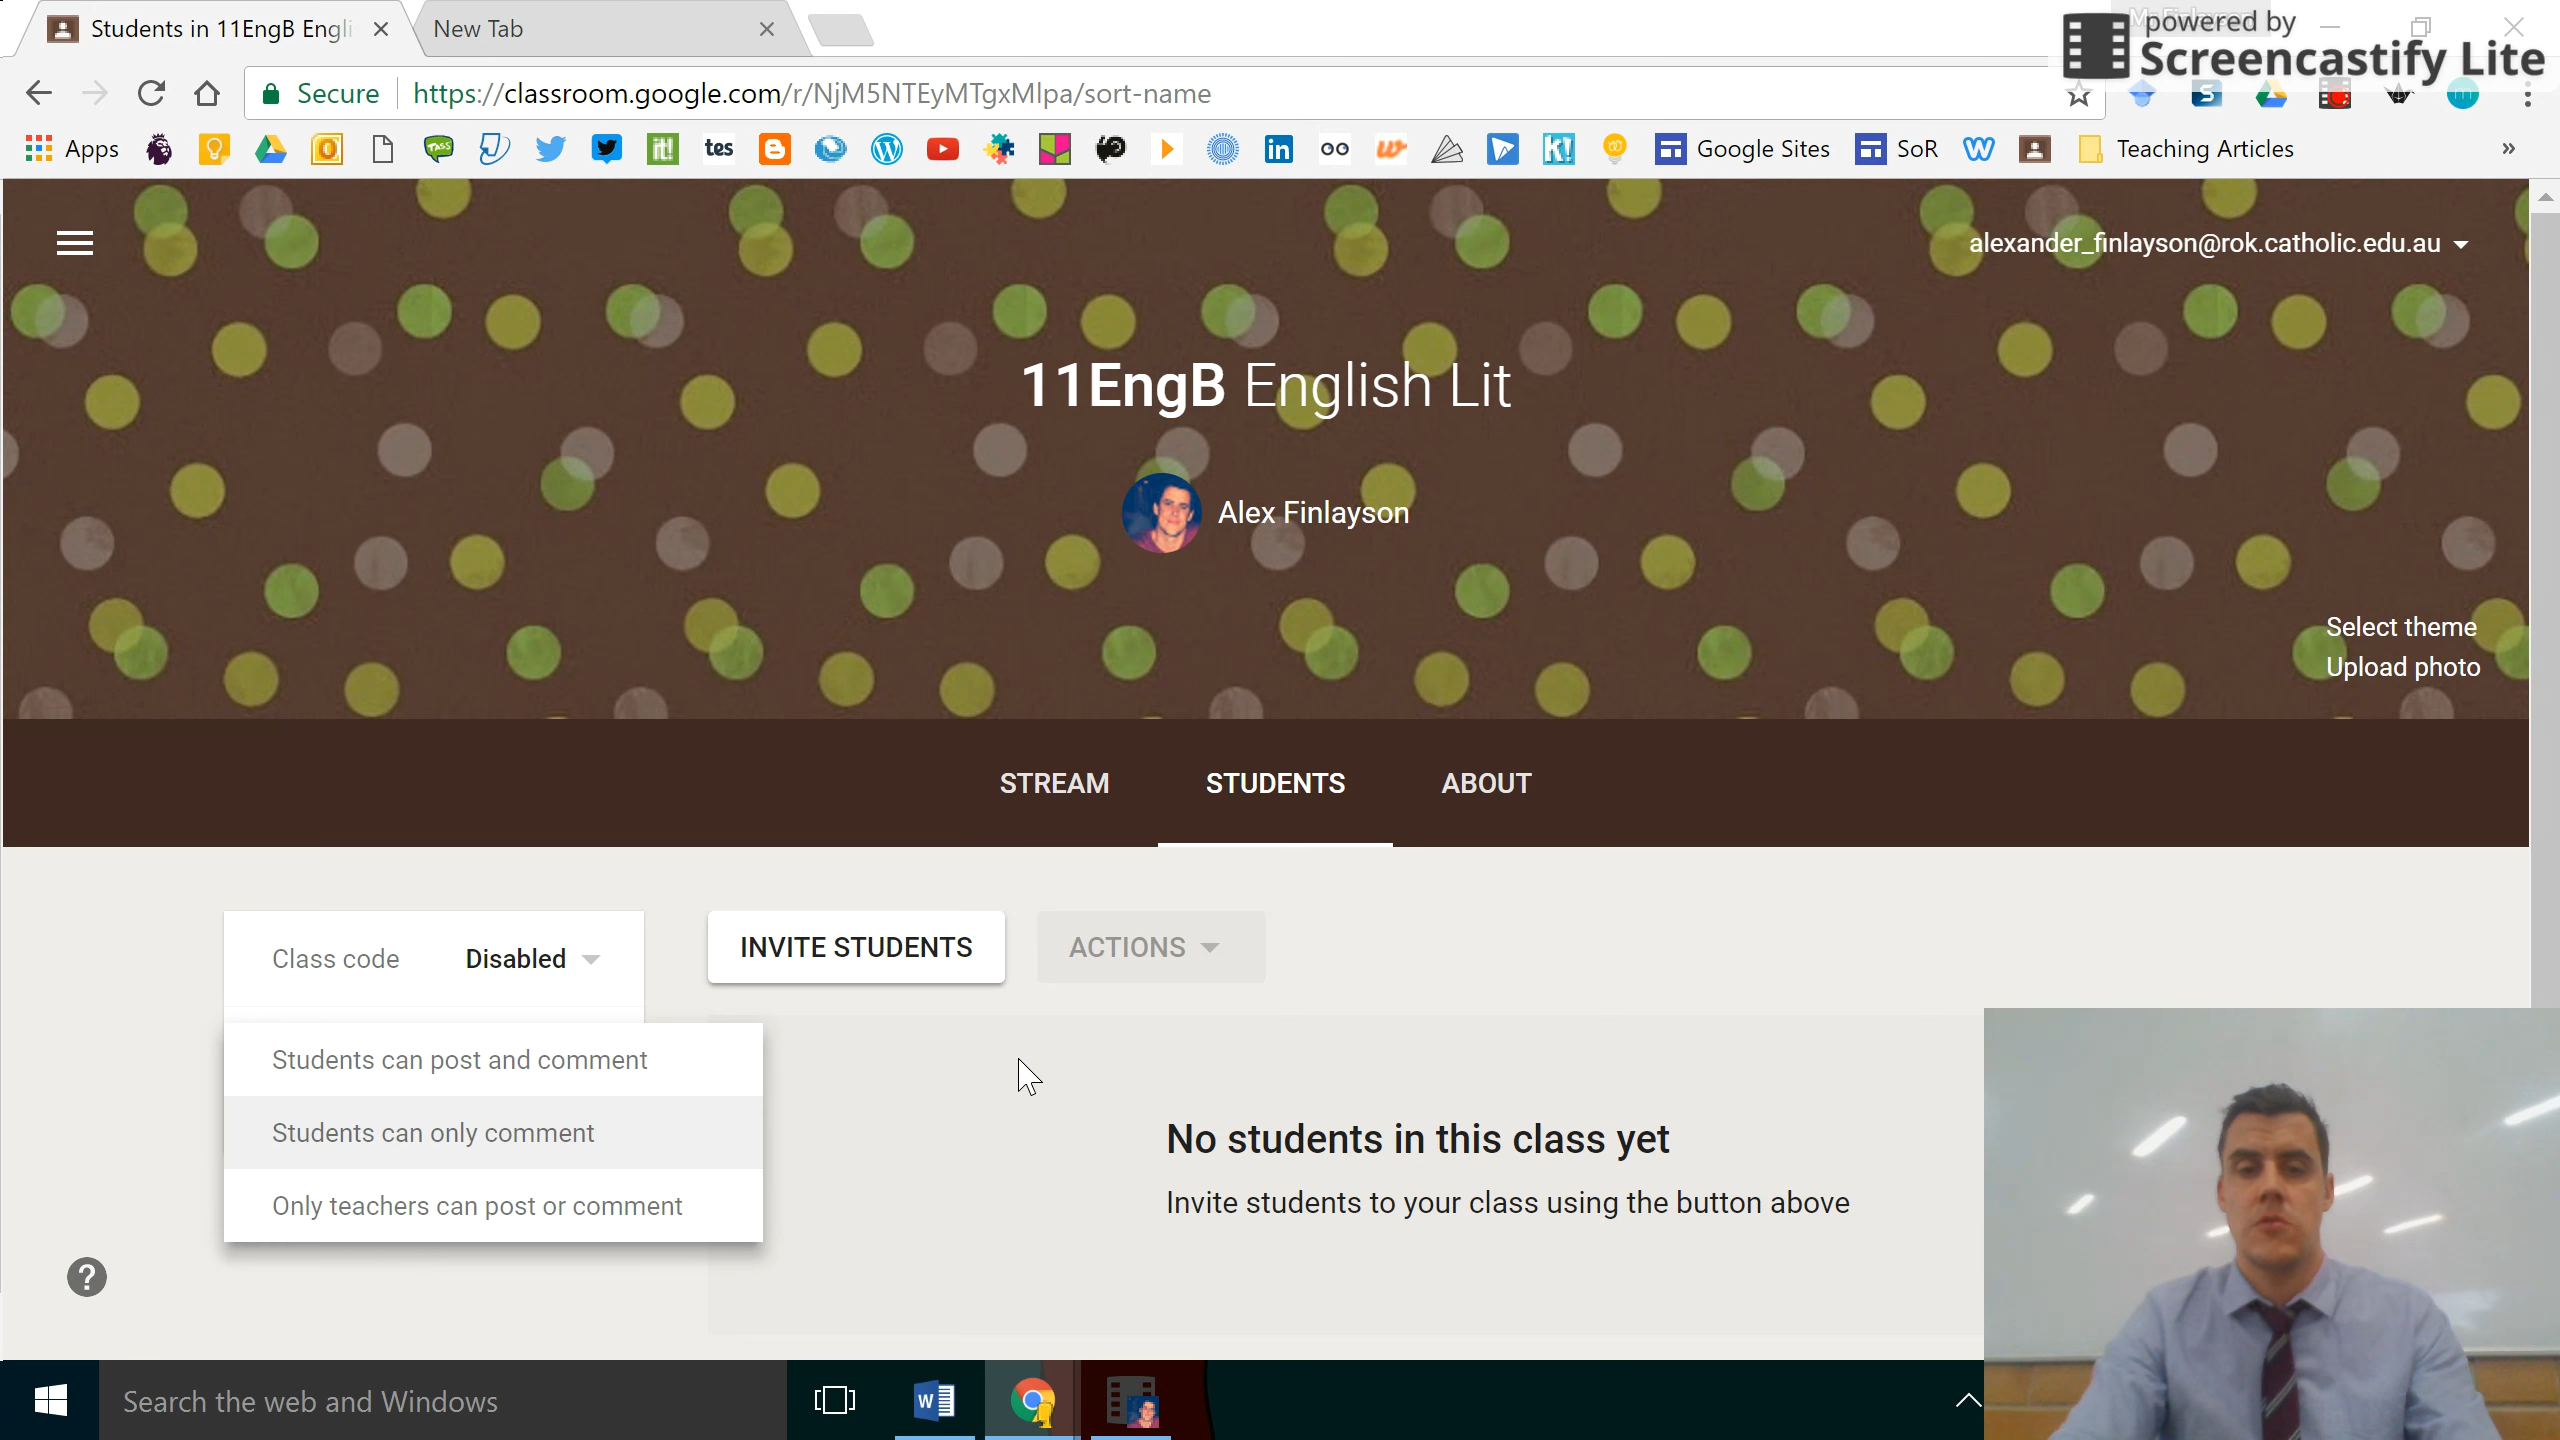 Students in 11EngB Engli
New Tab
powered by
Screencastify Lite
Secure
https://classroom.google.com/r/NjM5NTEyMTgxMlpa/sort-name
Apps
TASS
it!
tes
in
K!
Google Sites
SoR
Teaching Articles
alexander_finlayson@rok.catholic.edu.au
11EngB English Lit
Alex Finlayson
Select theme
Upload photo
STREAM
STUDENTS
ABOUT
Class code
Disabled
INVITE STUDENTS
ACTIONS
Students can post and comment
Students can only comment
Only teachers can post or comment
No students in this class yet
Invite students to your class using the button above
Search the web and Windows